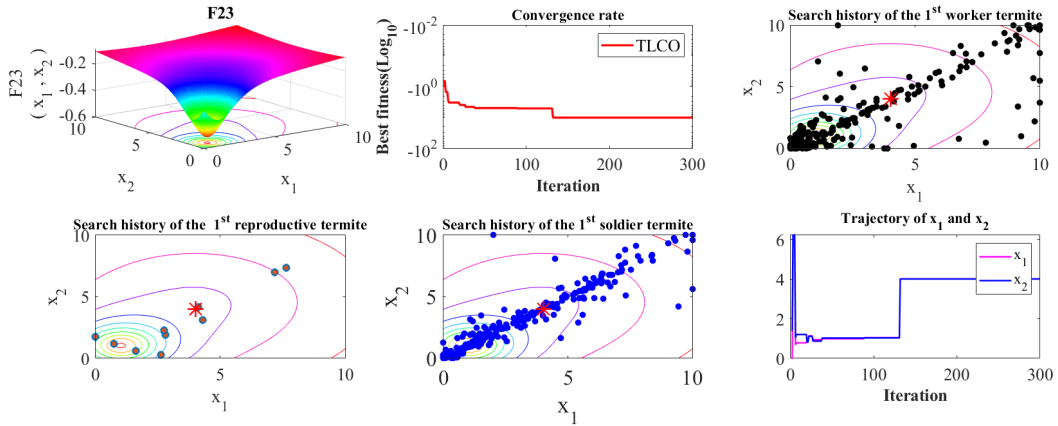 F23
F23
( x1 , x2 )
-0.2
-0.4
-0.6
10
5
0
0
5
10
x2
x1
Convergence rate
Best fitness(Log10)
-10-2
-100
-102
TLCO
0
100
200
300
Iteration
Search history of the 1st worker termite
x2
10
5
0
0
5
10
x1
Search history of the 1st reproductive termite
x2
10
5
0
0
5
10
x1
Search history of the 1st soldier termite
x2
10
5
0
0
5
10
x1
Trajectory of x1 and x2
6
4
2
0
x1
x2
0
100
200
300
Iteration